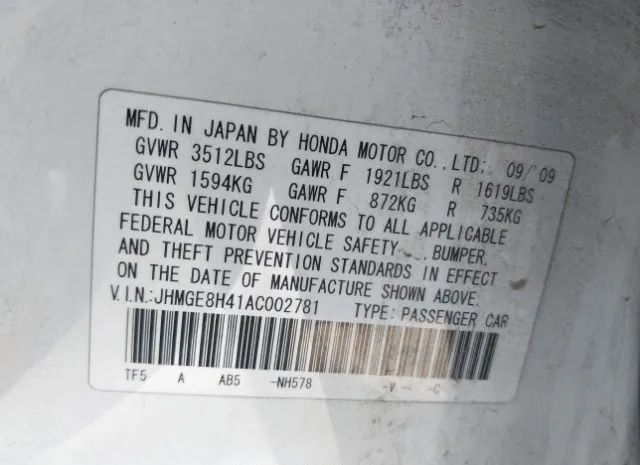 MFD. IN JAPAN BY HONDA MOTOR CO.,LTD; 09/'09
GVWR 3512LBS GAWR F 1921LBS R 1619LBS
GVWR 1594KG GAWR F 872KG R 735KG
THIS VEHICLE CONFORMS TO ALL APPLICABLE
FEDERAL MOTOR VEHICLE SAFETY , BUMPER,
AND THEFT PREVENTION STANDARDS IN EFFECT
ON THE DATE OF MANUFACTURE SHOWN ABOVE.
V.I.N.:JHMGE8H41AC002781 TYPE: PASSENGER CAR
TF5 A AB5 -NH578 -V- -C